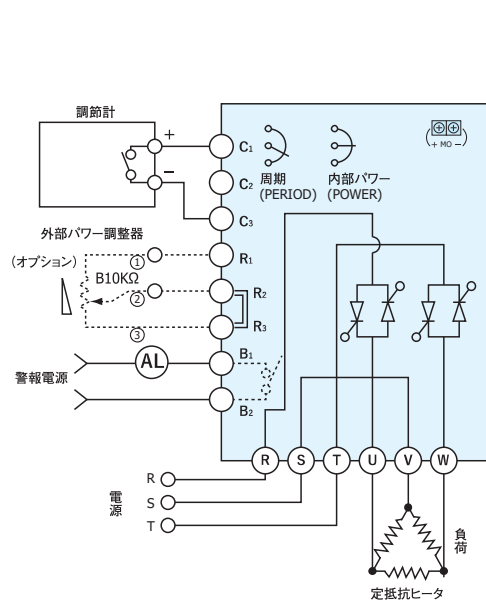 調節計
+
−
C1
C2
C3
周期
(PERIOD)
内部パワー
(POWER)
(+ MO −)
外部パワー調整器
(オプション)
B10KΩ
①
②
③
R1
R2
R3
AL
警報電源
B1
B2
R S T U V W
電源
R
S
T
負荷
定抵抗ヒータ